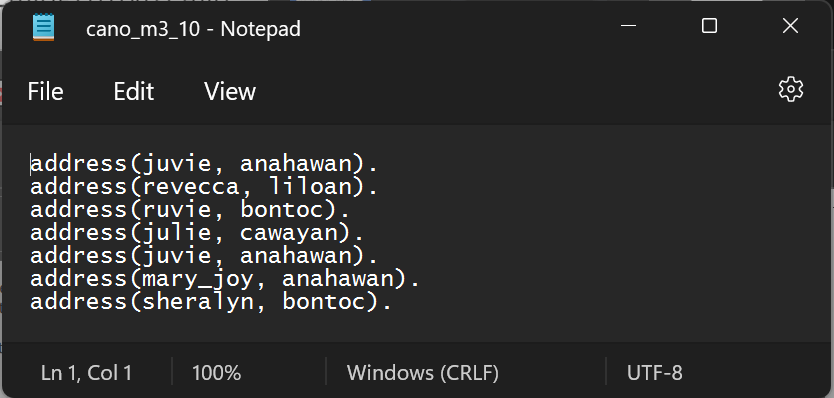 cano_m3_10 - Notepad
File Edit View
address(juvie, anahawan).
address(revecca, liloan).
address(ruvie, bontoc).
address(julie, cawayan).
address(juvie, anahawan).
address(mary_joy, anahawan).
address(sheralyn, bontoc).
Ln 1, Col 1 100% Windows (CRLF) UTF-8